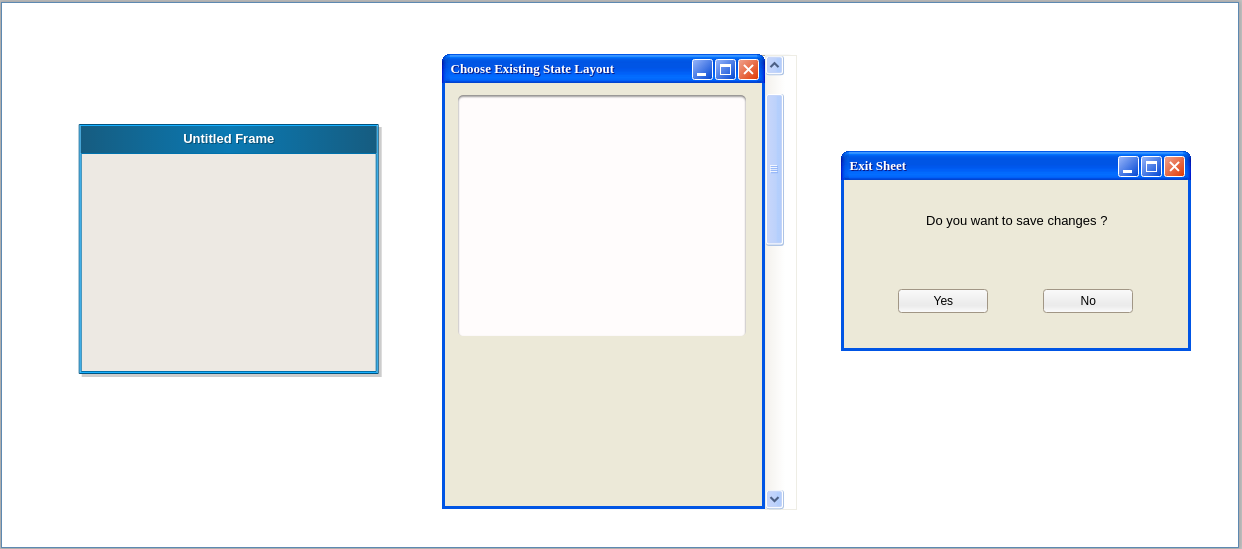 Untitled Frame
Choose Existing State Layout
Exit Sheet
Do you want to save changes ?
Yes
No